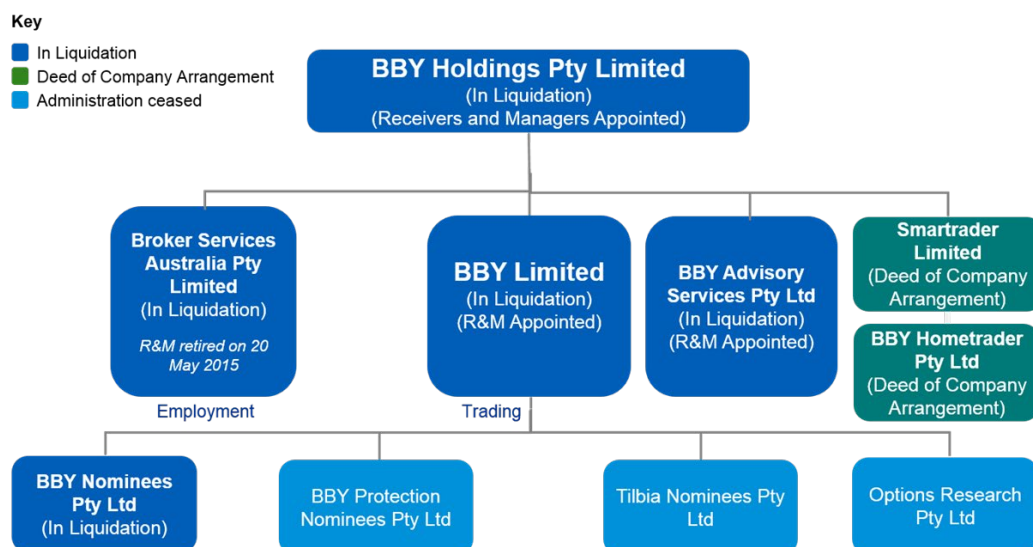 Key
In Liquidation
Deed of Company Arrangement
Administration ceased
BBY Holdings Pty Limited
(In Liquidation)
(Receivers and Managers Appointed)
Broker Services
Australia Pty
Limited
(In Liquidation)
R&M retired on 20
May 2015
BBY Limited
(In Liquidation)
(R&M Appointed)
BBY Advisory
Services Pty Ltd
(In Liquidation)
(R&M Appointed)
Smartrader
Limited
(Deed of Company
Arrangement)
BBY Hometrader
Pty Ltd
(Deed of Company
Arrangement)
Employment
Trading
BBY Nominees
Pty Ltd
(In Liquidation)
BBY Protection
Nominees Pty Ltd
Tilbia Nominees Pty
Ltd
Options Research
Pty Ltd